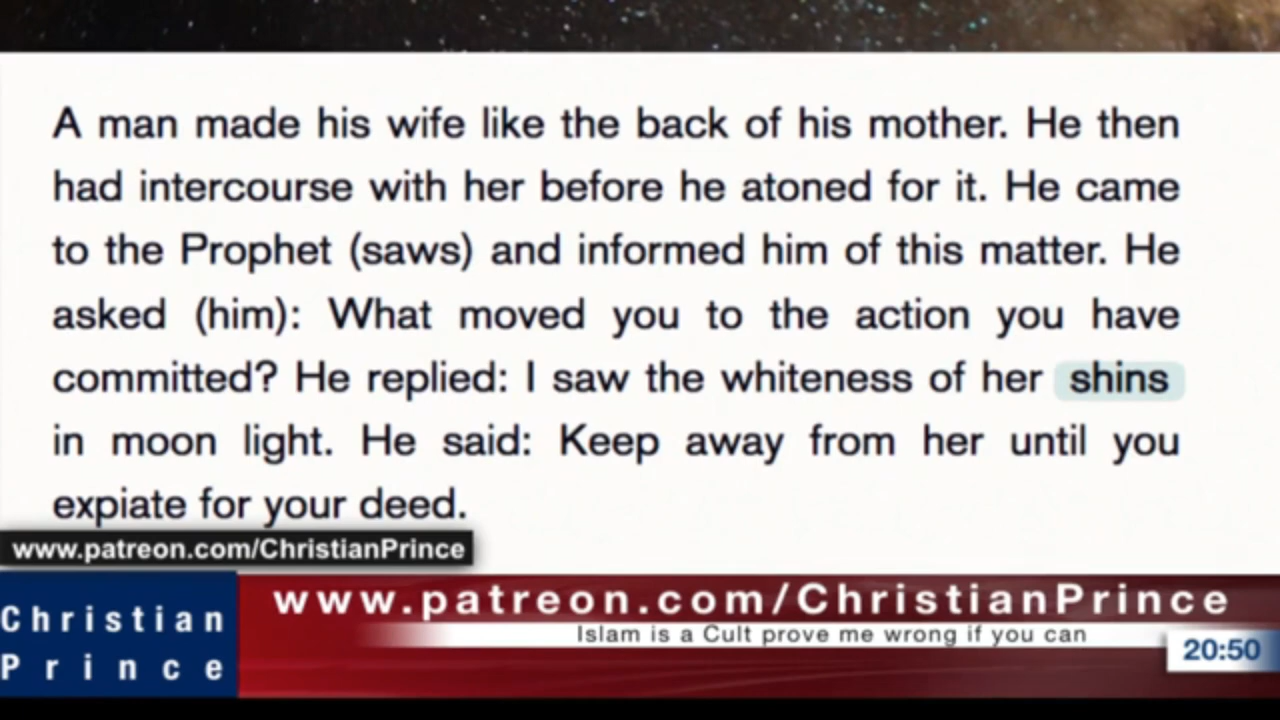 A man made his wife like the back of his mother. He then
had intercourse with her before he atoned for it. He came
to the Prophet (saws) and informed him of this matter. He
asked (him): What moved you to the action you have
committed? He replied: I saw the whiteness of her shins
in moon light. He said: Keep away from her until you
expiate for your deed.
www.patreon.com/ChristianPrince
Christian
Prince
www.patreon.com/ChristianPrince
Islam is a Cult prove me wrong if you can
20:50